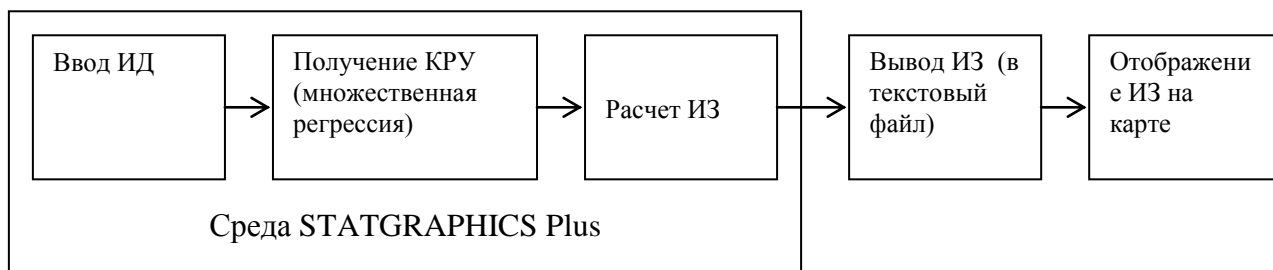 Ввод ИД
Получение КРУ
(множественная
регрессия)
Расчет ИЗ
Вывод ИЗ (в
текстовый
файл)
Отображени
е ИЗ на
карте
Среда STATGRAPHICS Plus